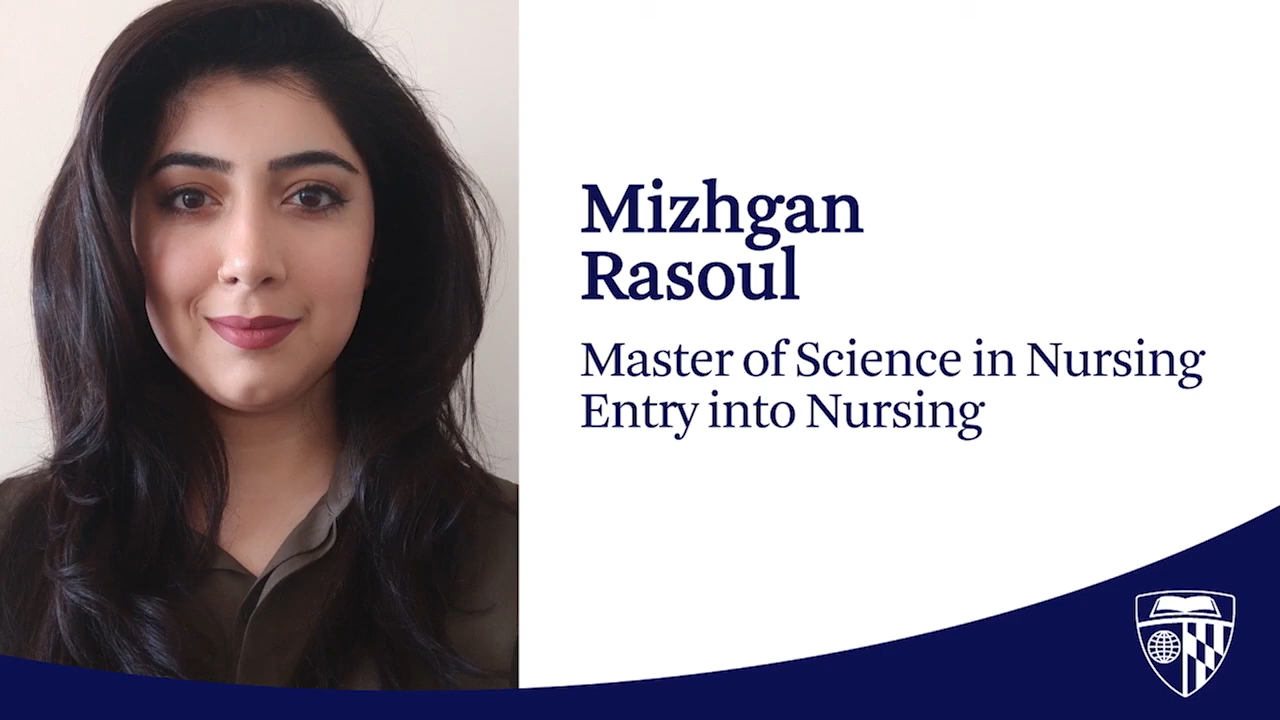 Mizhgan
Rasoul
Master of Science in Nursing
Entry into Nursing